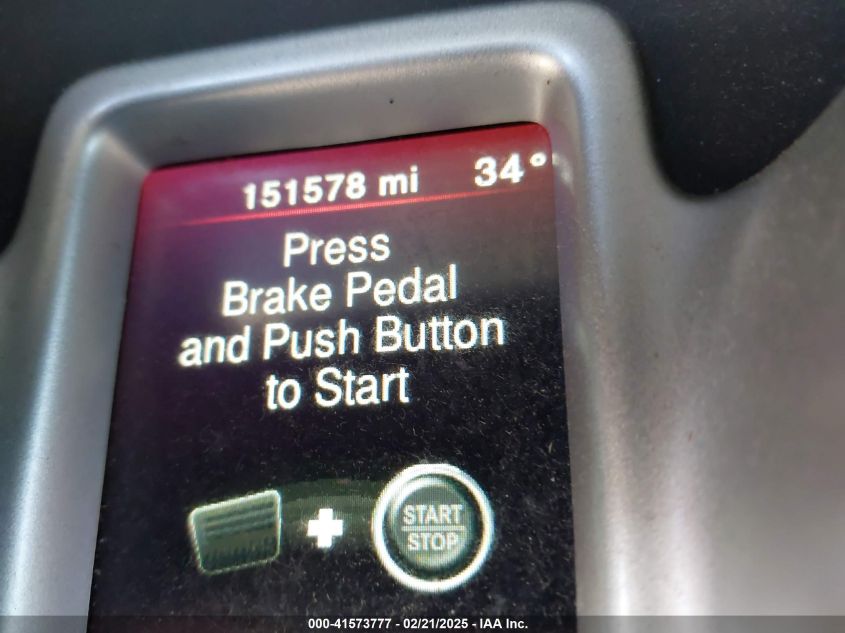 151578 mi 34°
Press
Brake Pedal
and Push Button
to Start
START
STOP
000-41573777 - 02/21/2025 - IAA Inc.